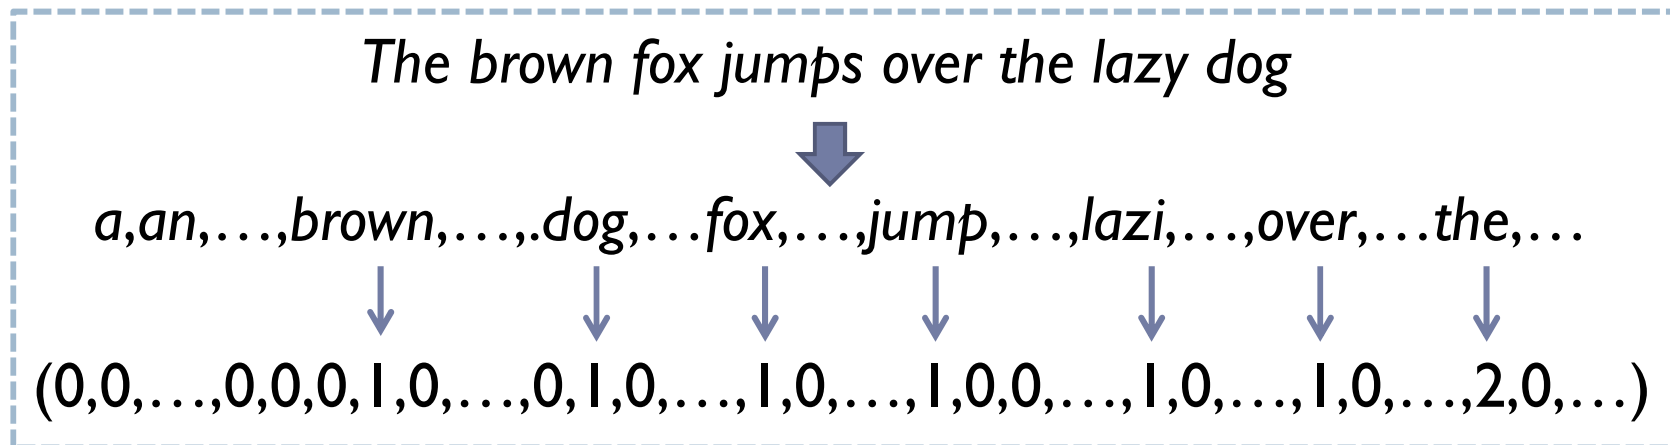 The brown fox jumps over the lazy dog
a,an,…,brown,…,.dog,…fox,…,jump,…,lazi,…,over,…the,…
(0,0,…,0,0,0,1,0,…,0,1,0,…,1,0,…,1,0,0,…,1,0,…,1,0,…,2,0,…)